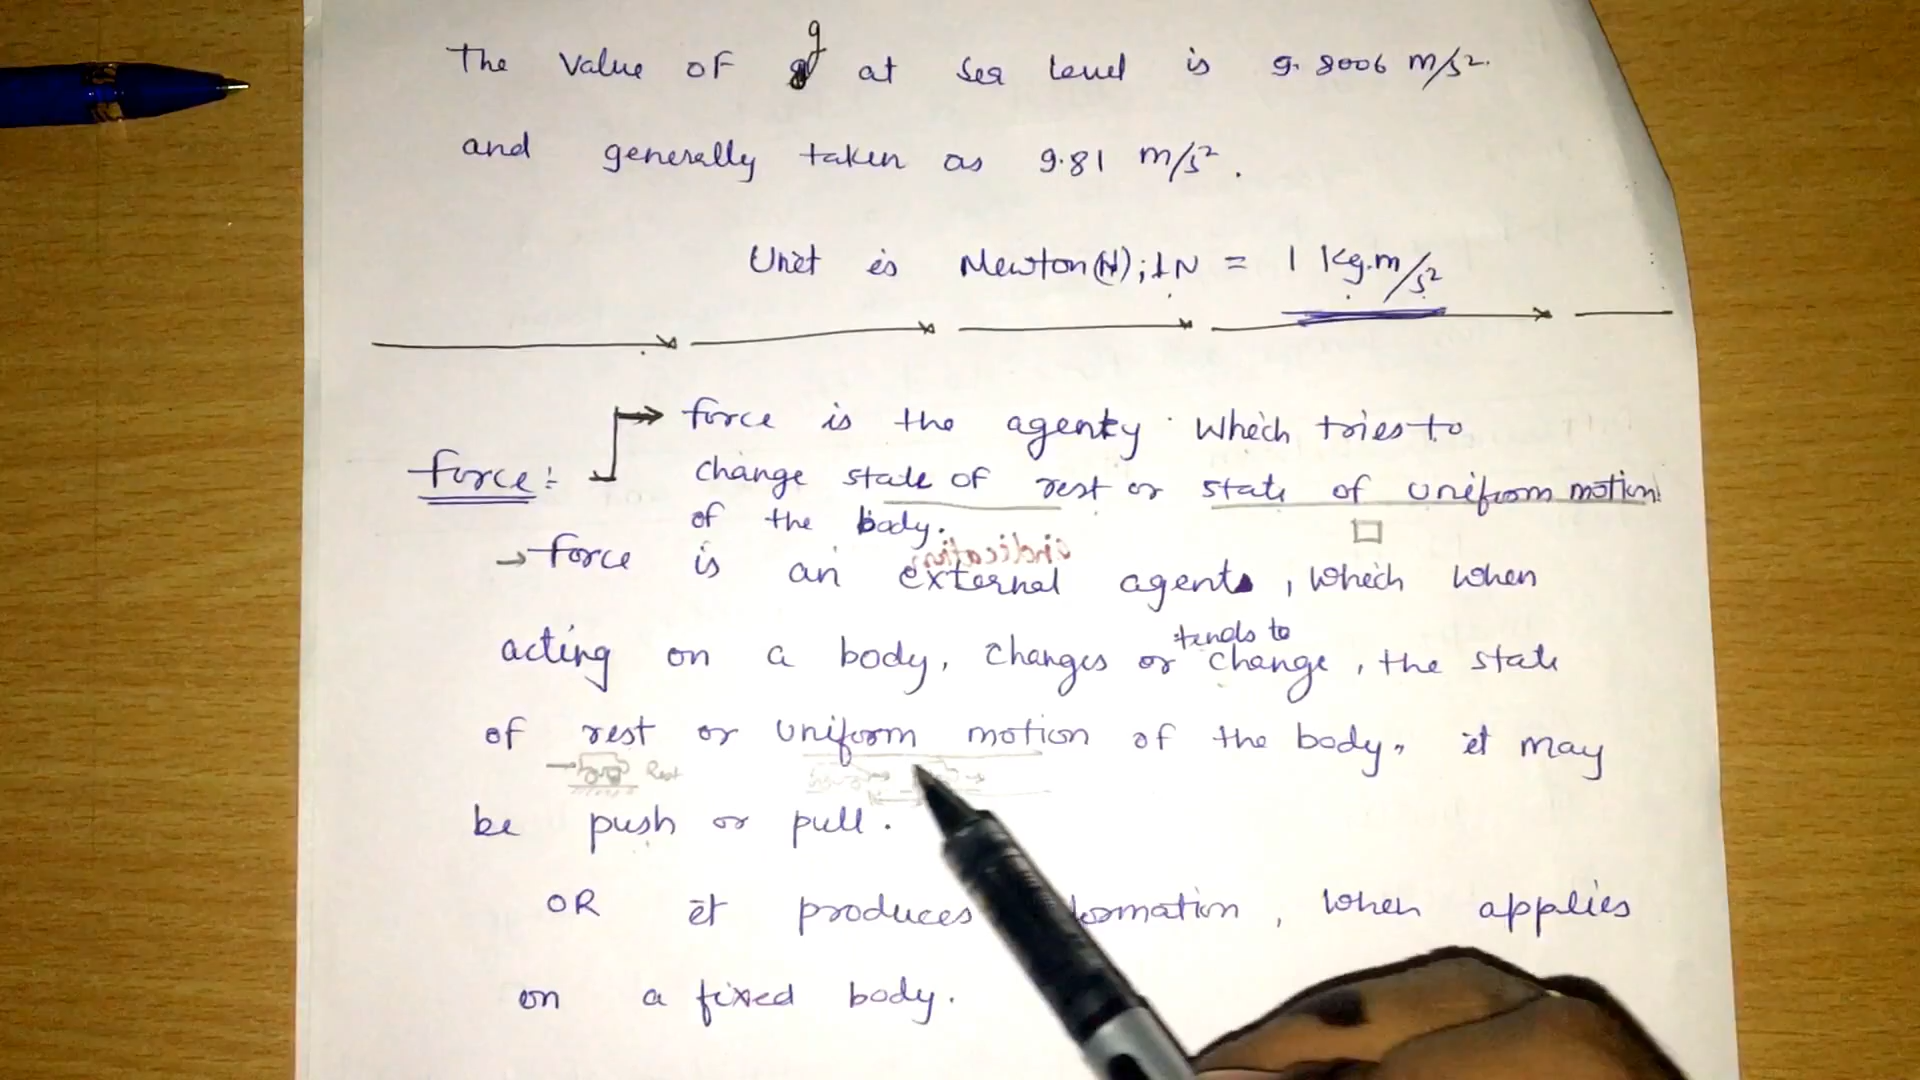 The Value of g at Sea level is 9.8006 m/s².
and generally taken as 9.81 m/s².
Unit is Newton(N); 1N = 1 Kg.m/s²
force is the agenty which tries to
force:
change state of rest or state of uniform motion
of the body.
→ force is an external agent, which when
acting on a body, changes or tends to change, the state
of rest or uniform motion of the body. it may
Rest
be push or pull.
OR it produces formation, when applies
on a fixed body.